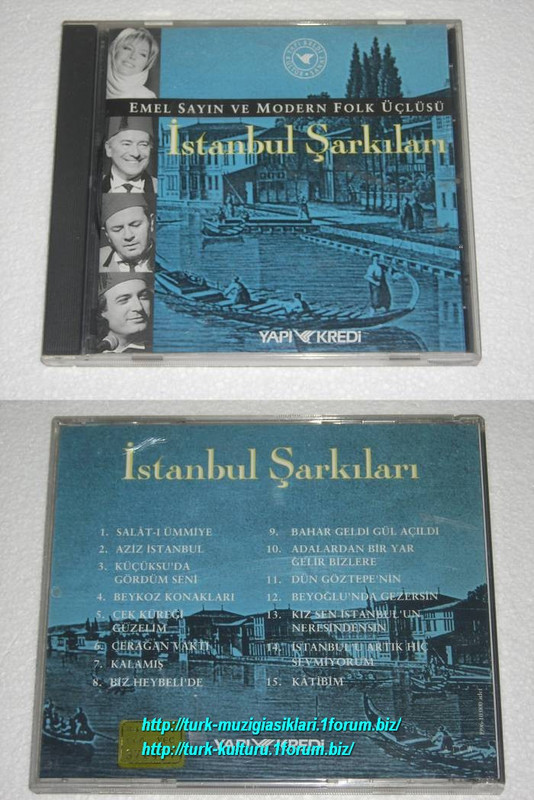 EMEL SAYIN VE MODERN FOLK ÜÇLÜSÜ
İstanbul Şarkıları
YAPI KREDİ
İstanbul Şarkıları
1. SALÂT-I ÜMMİYE
2. AZİZ İSTANBUL
3. KÜÇÜKSU'DA
GÖRDÜM SENİ
4. BEYKOZ KONAKLARI
5. ÇEK KÜREĞİ
GÜZELİM
6. ÇERAĞAN VAKTİ
7. KALAMIŞ
8. BİZ HEYBELİ'DE
9. BAHAR GELDİ GÜL AÇILDI
10. ADALARDAN BİR YAR
GELİR BİZLERE
11. DÜN GÖZTEPE'NİN
12. BEYOĞLU'NDA GEZERSİN
13. KIZ SEN İSTANBUL'UN
NERESİNDENSİN
14. İSTANBUL'U ARTIK HİÇ
SEVMİYORUM
15. KÂTİBİM
http://turk-muzigiasiklari.1forum.biz/
YAPI KREDİ
http://turk-kulturu.1forum.biz/